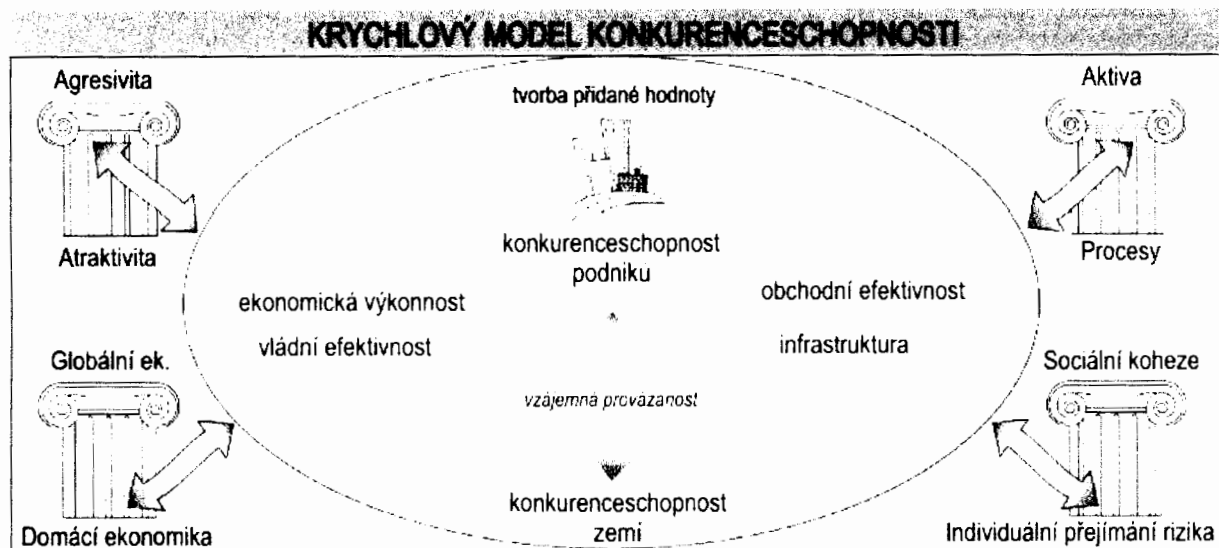 KRYCHLOVÝ MODEL KONKURENCESCHOPNOSTI
Agresivita
tvorba přidané hodnoty
Aktiva
Atraktivita
konkurenceschopnost
podniku
Procesy
ekonomická výkonnost
obchodní efektivnost
vládní efektivnost
infrastruktura
Globální ek.
Sociální koheze
vzájemná provázanost
konkurenceschopnost
zemí
Domácí ekonomika
Individuální přejímání rizika